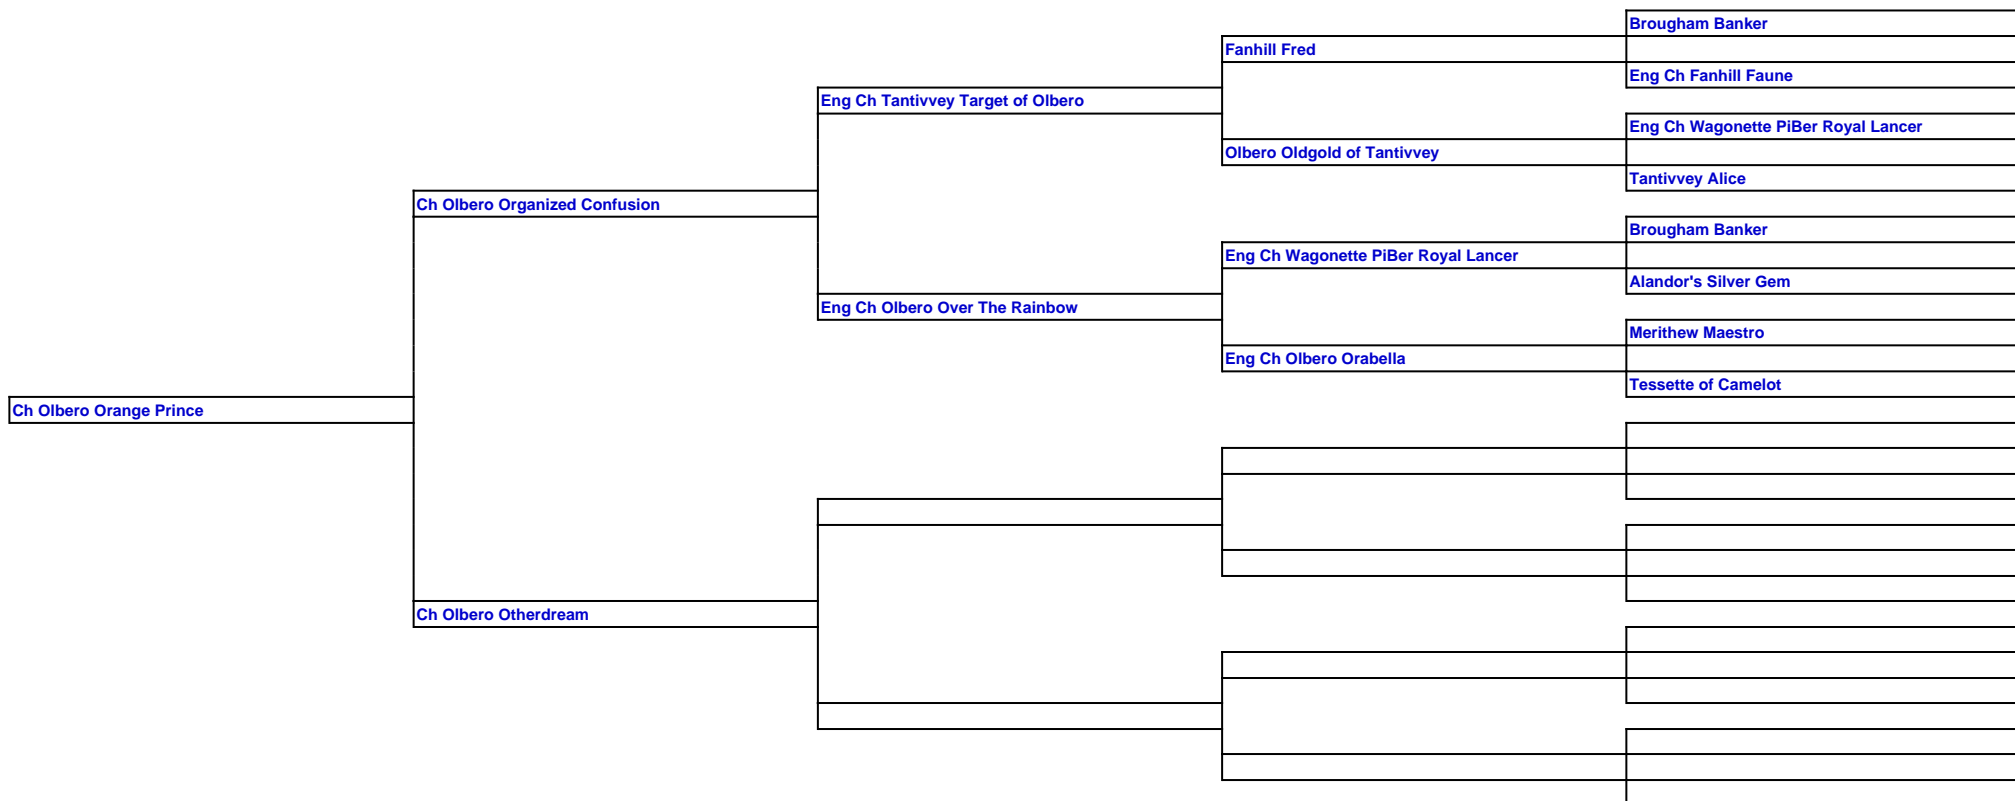 Brougham Banker
Fanhill Fred
Eng Ch Fanhill Faune
Eng Ch Tantivvey Target of Olbero
Eng Ch Wagonette PiBer Royal Lancer
Olbero Oldgold of Tantivvey
Tantivvey Alice
Ch Olbero Organized Confusion
Brougham Banker
Eng Ch Wagonette PiBer Royal Lancer
Alandor's Silver Gem
Eng Ch Olbero Over The Rainbow
Merithew Maestro
Eng Ch Olbero Orabella
Tessette of Camelot
Ch Olbero Orange Prince
Ch Olbero Otherdream